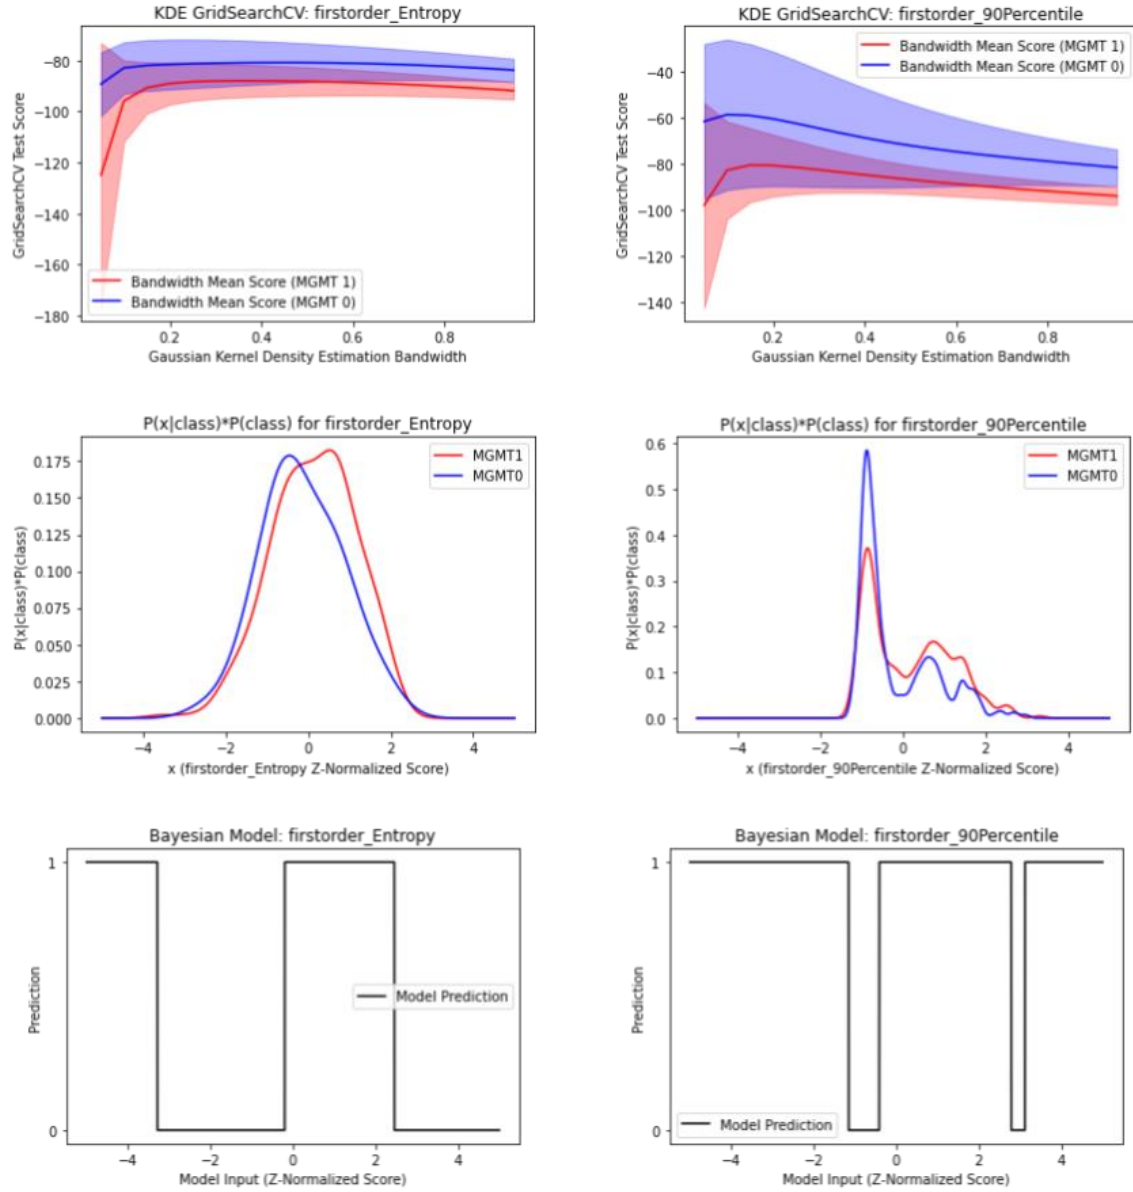 KDE GridSearchCV: firstorder_Entropy
GridSearchCV Test Score
−80
−100
−120
−140
−160
−180
Bandwidth Mean Score (MGMT 1)
Bandwidth Mean Score (MGMT 0)
0.2 0.4 0.6 0.8
Gaussian Kernel Density Estimation Bandwidth
KDE GridSearchCV: firstorder_90Percentile
GridSearchCV Test Score
−40
−60
−80
−100
−120
−140
Bandwidth Mean Score (MGMT 1)
Bandwidth Mean Score (MGMT 0)
0.2 0.4 0.6 0.8
Gaussian Kernel Density Estimation Bandwidth
P(x|class)*P(class) for firstorder_Entropy
P(x|class)*P(class)
0.175
0.150
0.125
0.100
0.075
0.050
0.025
0.000
MGMT1
MGMT0
−4 −2 0 2 4
x (firstorder_Entropy Z-Normalized Score)
P(x|class)*P(class) for firstorder_90Percentile
P(x|class)*P(class)
0.6
0.5
0.4
0.3
0.2
0.1
0.0
MGMT1
MGMT0
−4 −2 0 2 4
x (firstorder_90Percentile Z-Normalized Score)
Bayesian Model: firstorder_Entropy
Prediction
1
0
Model Prediction
−4 −2 0 2 4
Model Input (Z-Normalized Score)
Bayesian Model: firstorder_90Percentile
Prediction
1
0
Model Prediction
−4 −2 0 2 4
Model Input (Z-Normalized Score)